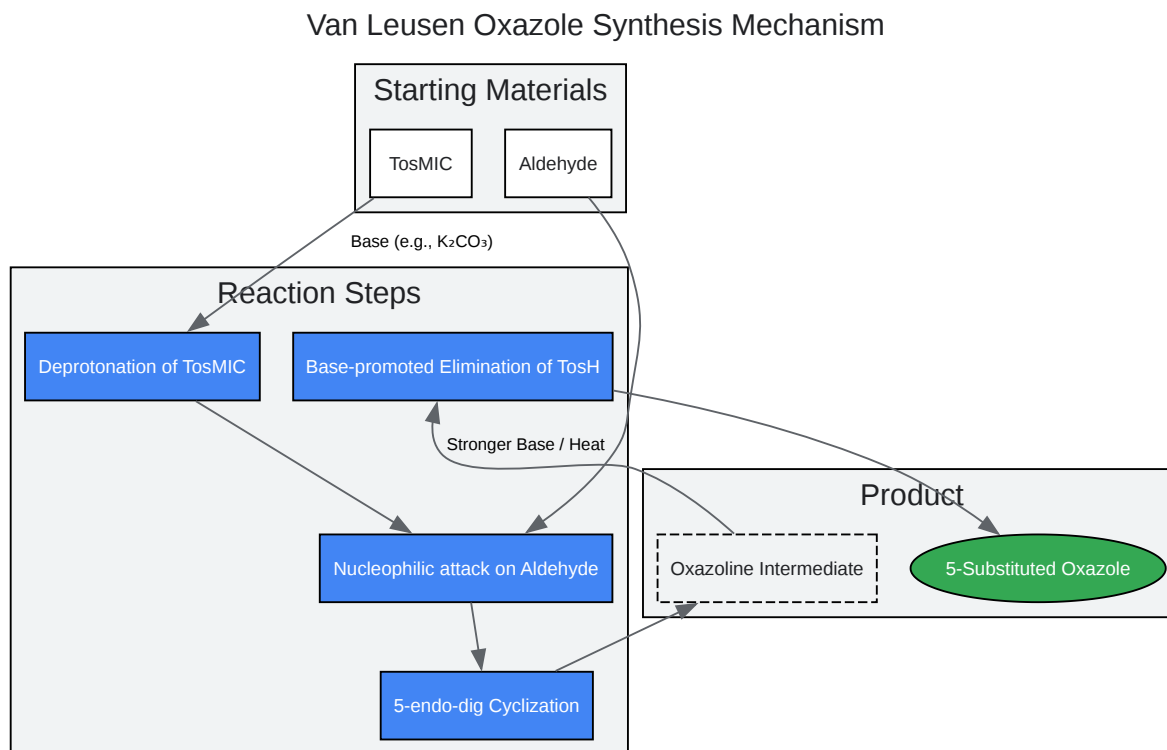 Van Leusen Oxazole Synthesis Mechanism
Starting Materials
TosMIC
Aldehyde
Base (e.g., K₂CO₃)
Reaction Steps
Deprotonation of TosMIC
Base-promoted Elimination of TosH
Stronger Base / Heat
Product
Nucleophilic attack on Aldehyde
Oxazoline Intermediate
5-Substituted Oxazole
5-endo-dig Cyclization